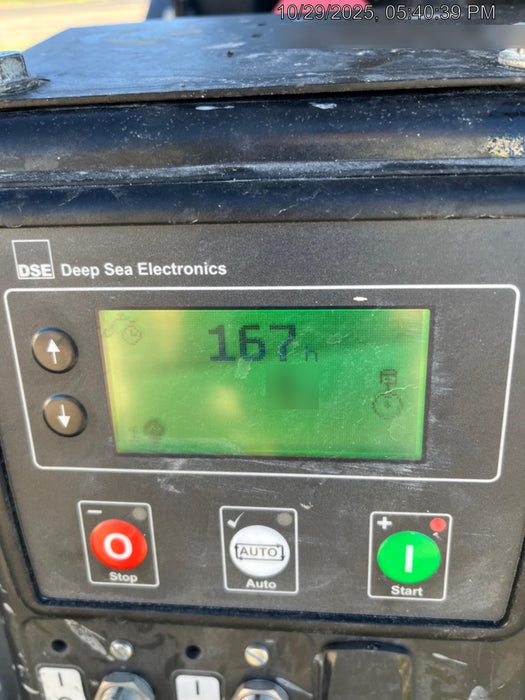 10/29/2025, 05:40:39 PM
DSE Deep Sea Electronics
167 h
Stop
AUTO
Auto
Start